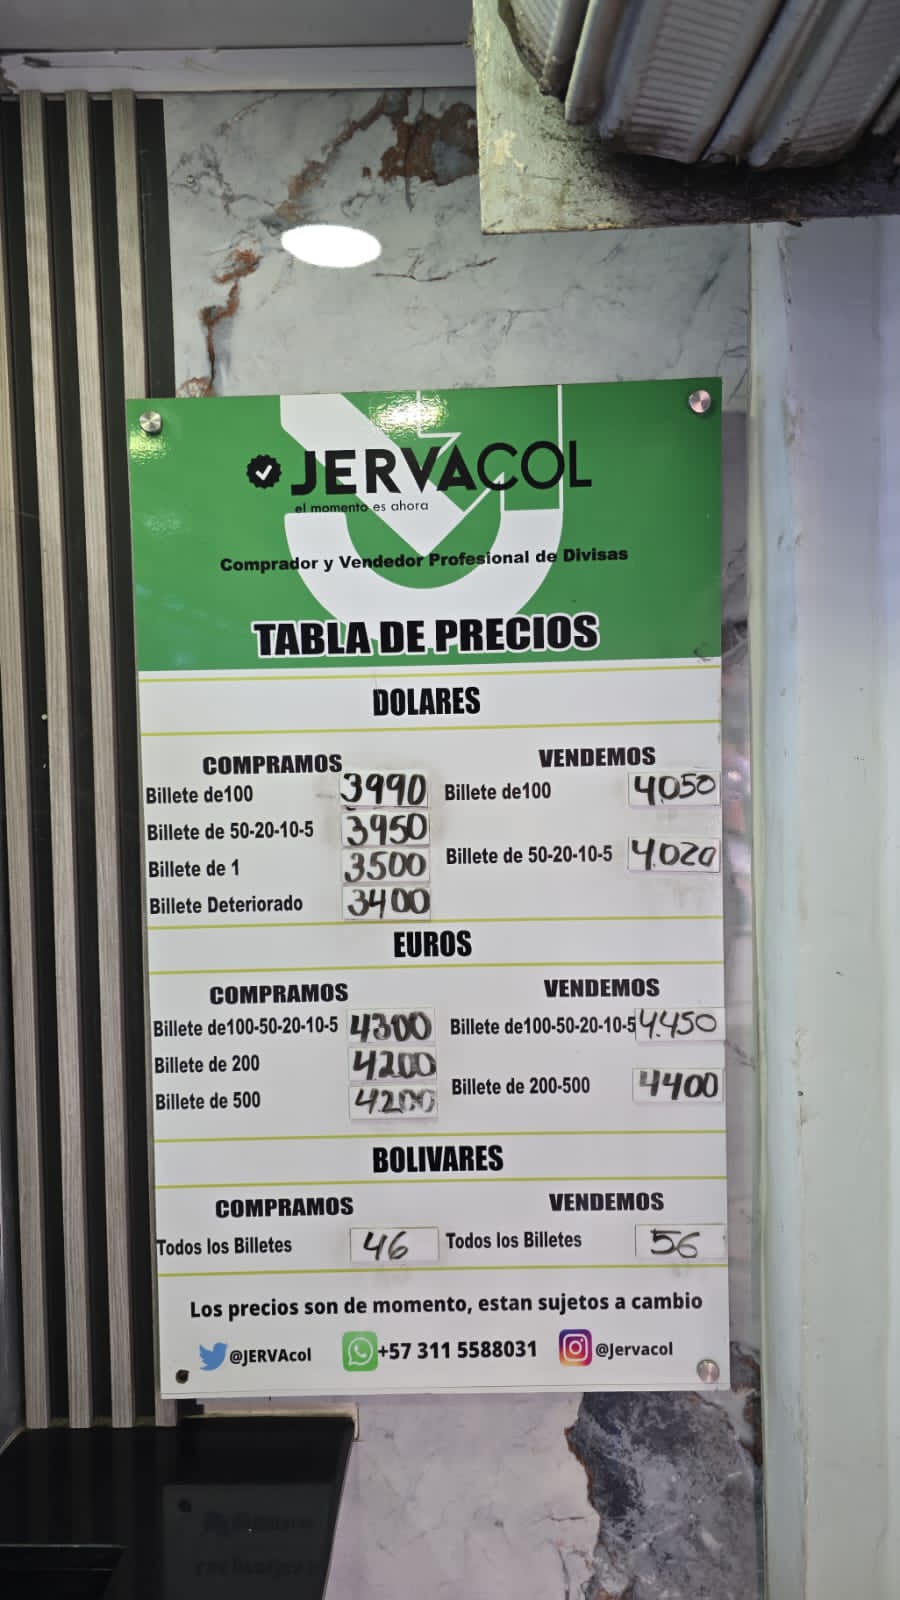 JERVACOL
el momento es ahora
Comprador y Vendedor Profesional de Divisas
TABLA DE PRECIOS
DOLARES
COMPRAMOS VENDEMOS
Billete de100 3990 Billete de100 4050
Billete de 50-20-10-5 3950
Billete de 50-20-10-5 4020
Billete de 1 3500
Billete Deteriorado 3400
EUROS
COMPRAMOS VENDEMOS
Billete de100-50-20-10-5 4300 Billete de100-50-20-10-5 4.450
Billete de 200 4200
Billete de 200-500 4400
Billete de 500 4200
BOLIVARES
COMPRAMOS VENDEMOS
Todos los Billetes 46 Todos los Billetes 56
Los precios son de momento, estan sujetos a cambio
@JERVAcol +57 311 5588031 @Jervacol